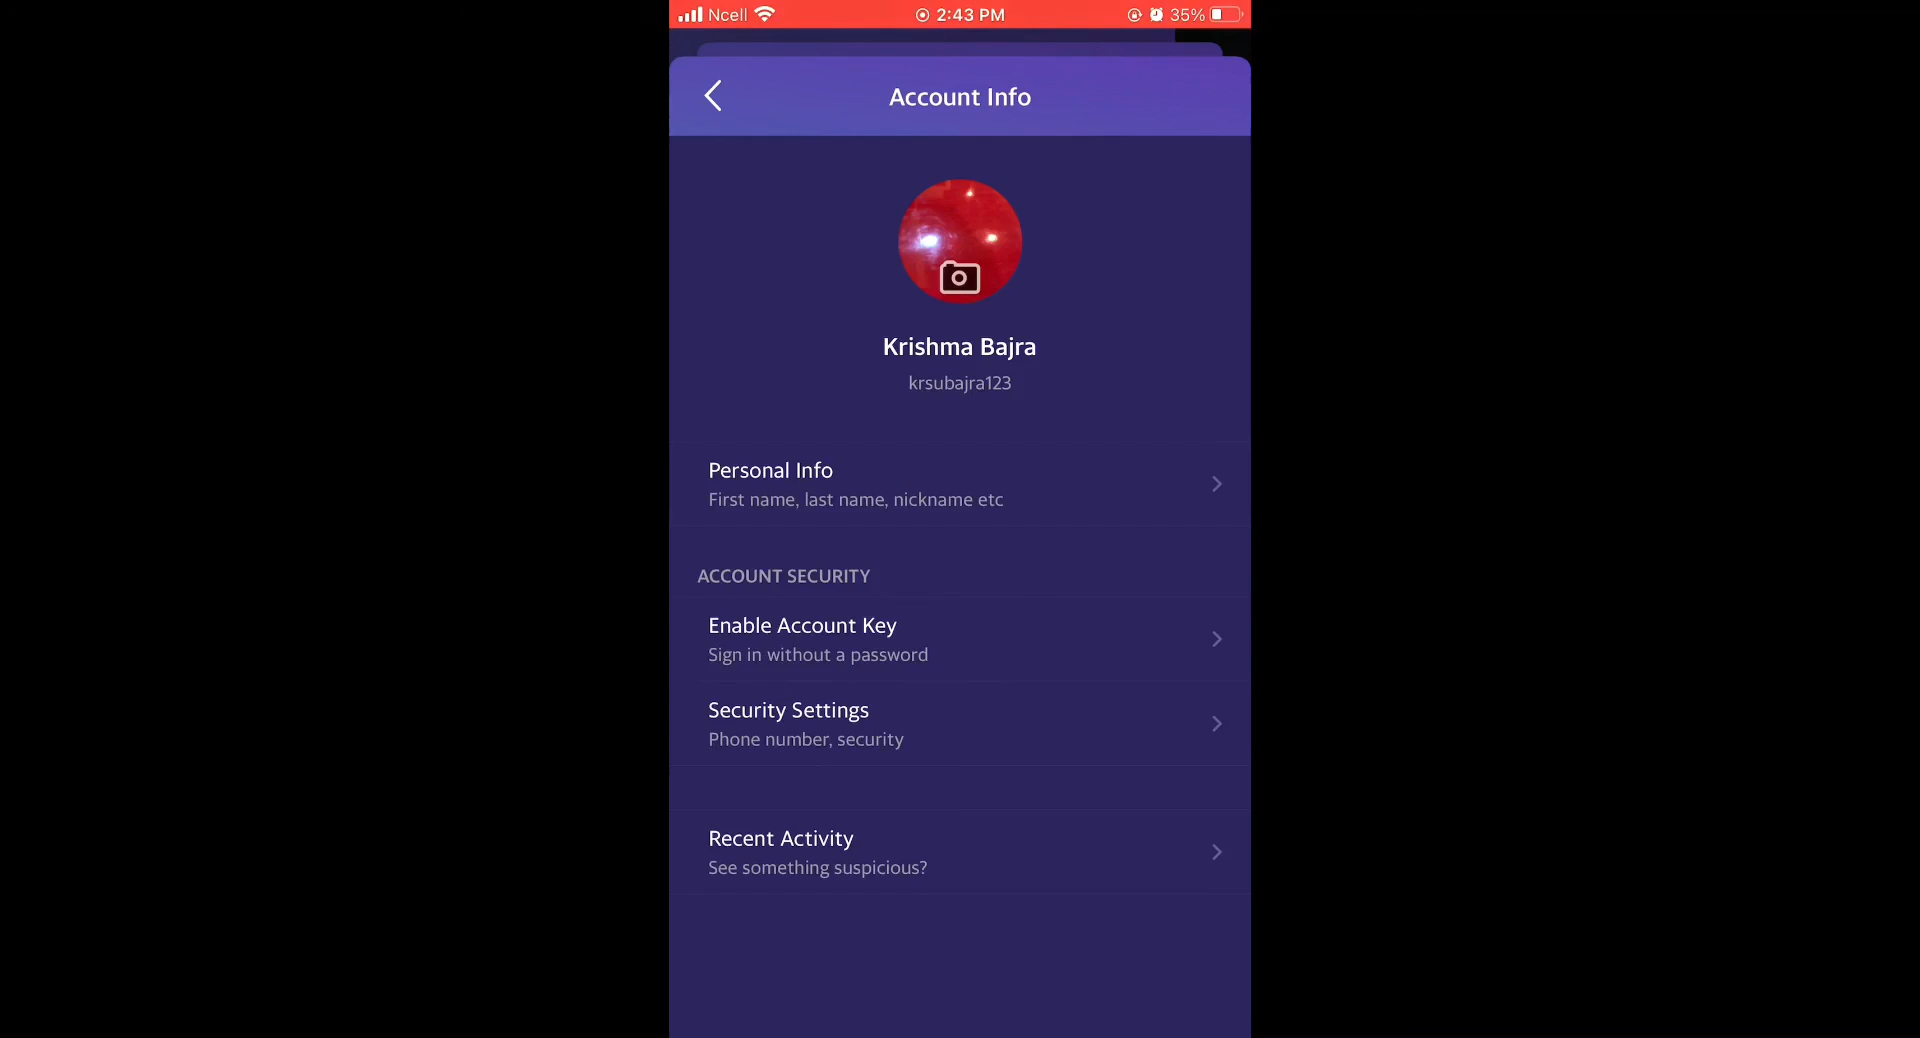 Ncell 2:43 PM 35%
Account Info
Krishma Bajra
krsubajra123
Personal Info
First name, last name, nickname etc
ACCOUNT SECURITY
Enable Account Key
Sign in without a password
Security Settings
Phone number, security
Recent Activity
See something suspicious?